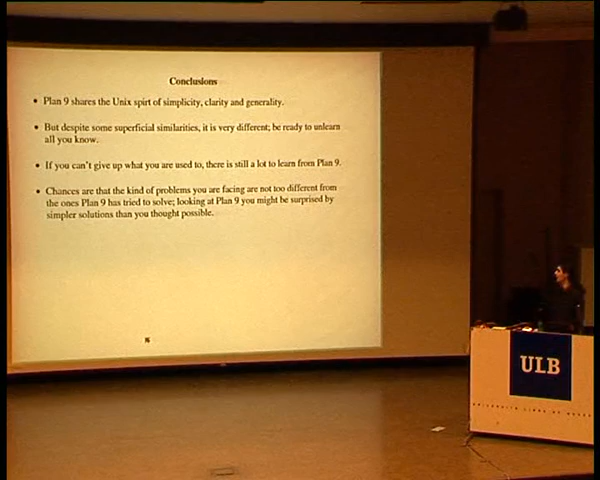 Conclusions
• Plan 9 shares the Unix spirt of simplicity, clarity and generality.
• But despite some superficial similarities, it is very different; be ready to unlearn
all you know.
• If you can't give up what you are used to, there is still a lot to learn from Plan 9.
• Chances are that the kind of problems you are facing are not too different from
the ones Plan 9 has tried to solve; looking at Plan 9 you might be surprised by
simpler solutions than you thought possible.
ULB